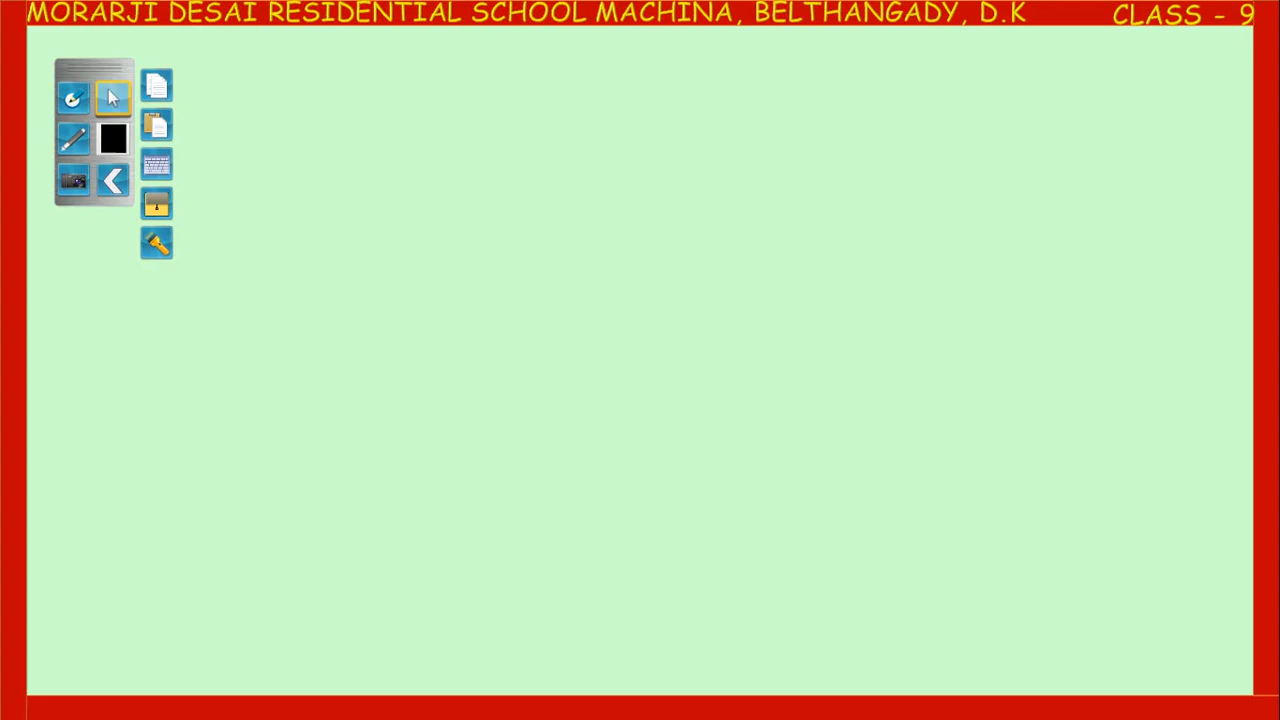 MORARJI DESAI RESIDENTIAL SCHOOL MACHINA, BELTHANGADY, D.K
CLASS - 9